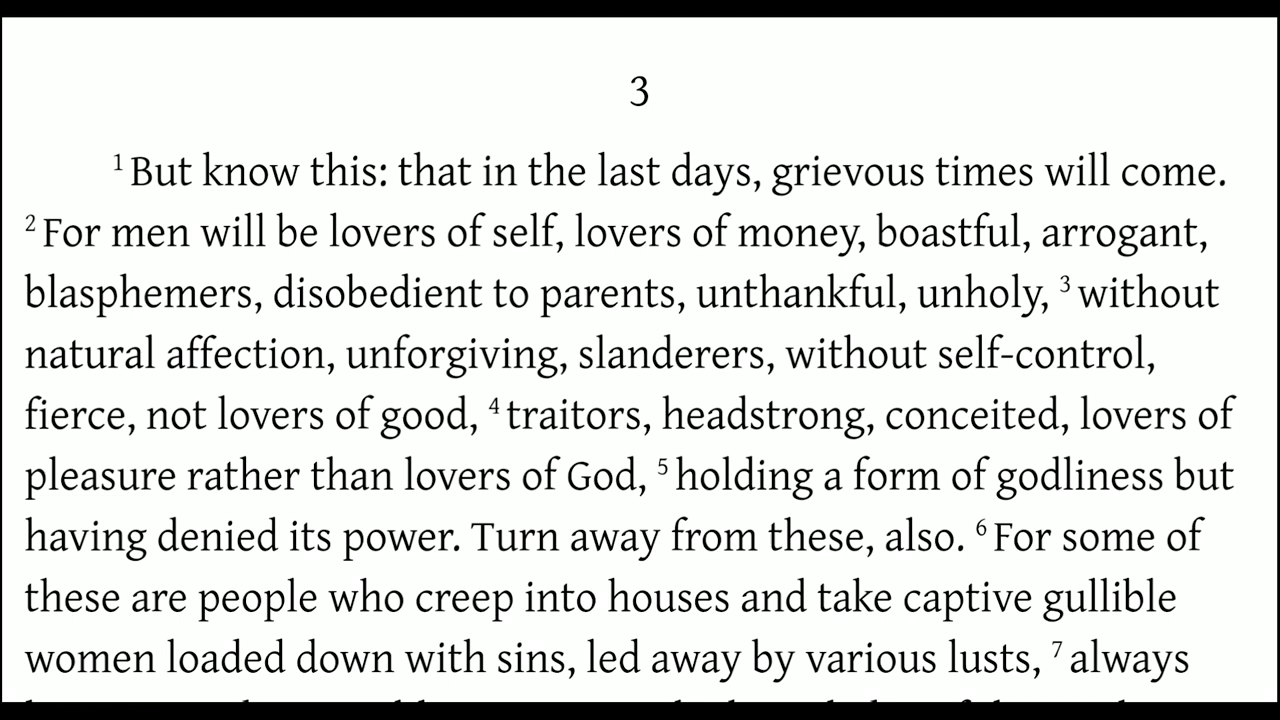 3
1 But know this: that in the last days, grievous times will come.
2 For men will be lovers of self, lovers of money, boastful, arrogant,
blasphemers, disobedient to parents, unthankful, unholy, 3 without
natural affection, unforgiving, slanderers, without self-control,
fierce, not lovers of good, 4 traitors, headstrong, conceited, lovers of
pleasure rather than lovers of God, 5 holding a form of godliness but
having denied its power. Turn away from these, also. 6 For some of
these are people who creep into houses and take captive gullible
women loaded down with sins, led away by various lusts, 7 always